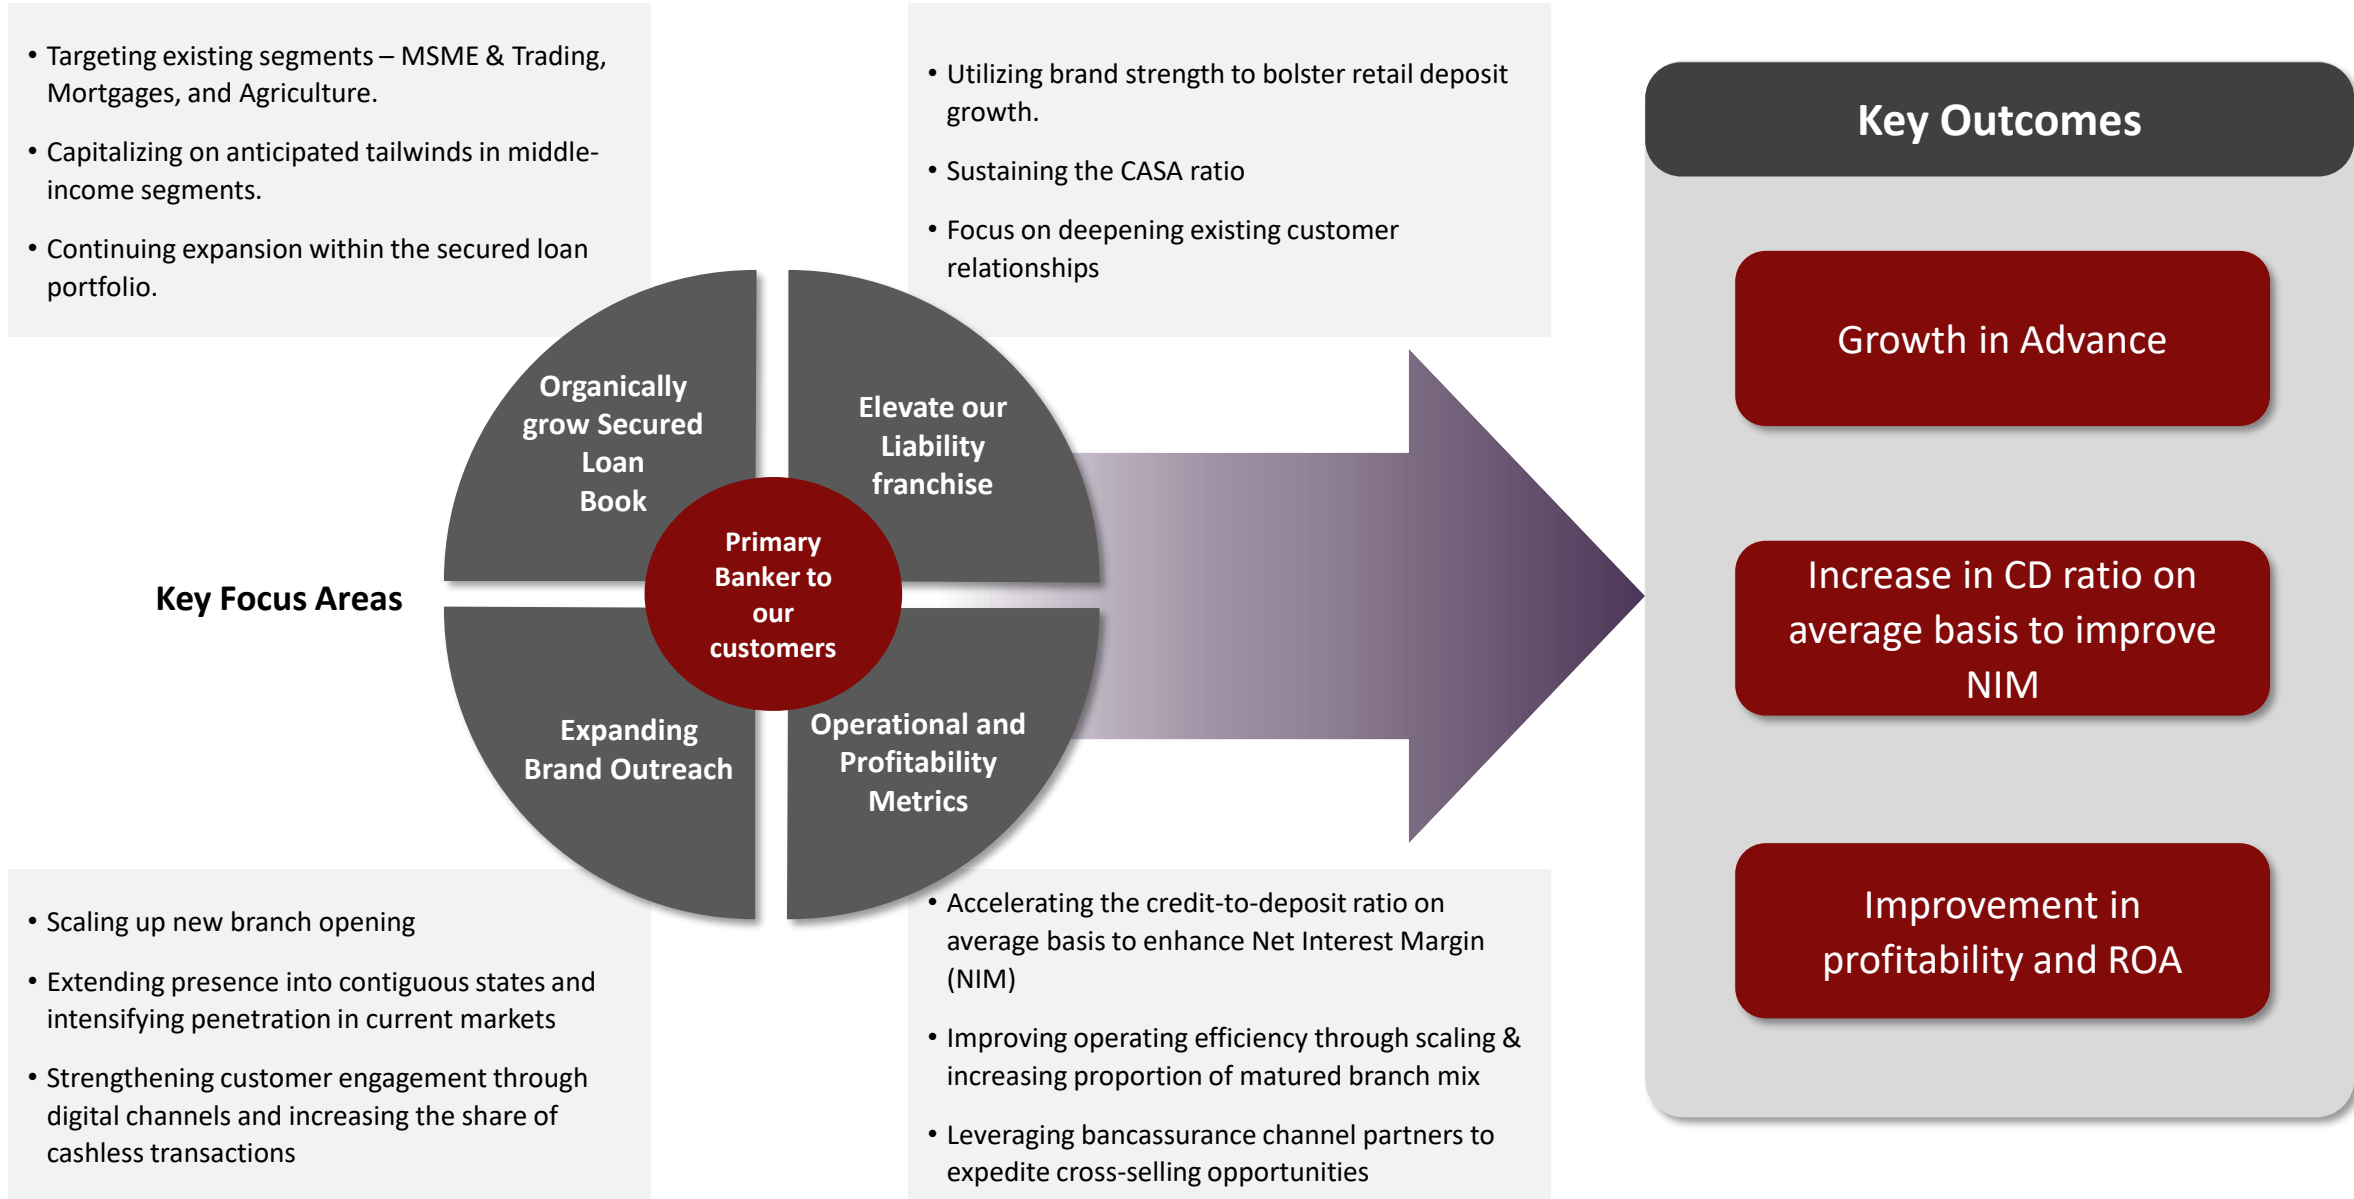 • Targeting existing segments – MSME & Trading,
Mortgages, and Agriculture.
• Capitalizing on anticipated tailwinds in middle-
income segments.
• Continuing expansion within the secured loan
portfolio.
• Utilizing brand strength to bolster retail deposit
growth.
• Sustaining the CASA ratio
• Focus on deepening existing customer
relationships
Key Focus Areas
Organically
grow Secured
Loan
Book
Elevate our
Liability
franchise
Primary
Banker to
our
customers
Expanding
Brand Outreach
Operational and
Profitability
Metrics
• Scaling up new branch opening
• Extending presence into contiguous states and
intensifying penetration in current markets
• Strengthening customer engagement through
digital channels and increasing the share of
cashless transactions
• Accelerating the credit-to-deposit ratio on
average basis to enhance Net Interest Margin
(NIM)
• Improving operating efficiency through scaling &
increasing proportion of matured branch mix
• Leveraging bancassurance channel partners to
expedite cross-selling opportunities
Key Outcomes
Growth in Advance
Increase in CD ratio on
average basis to improve
NIM
Improvement in
profitability and ROA